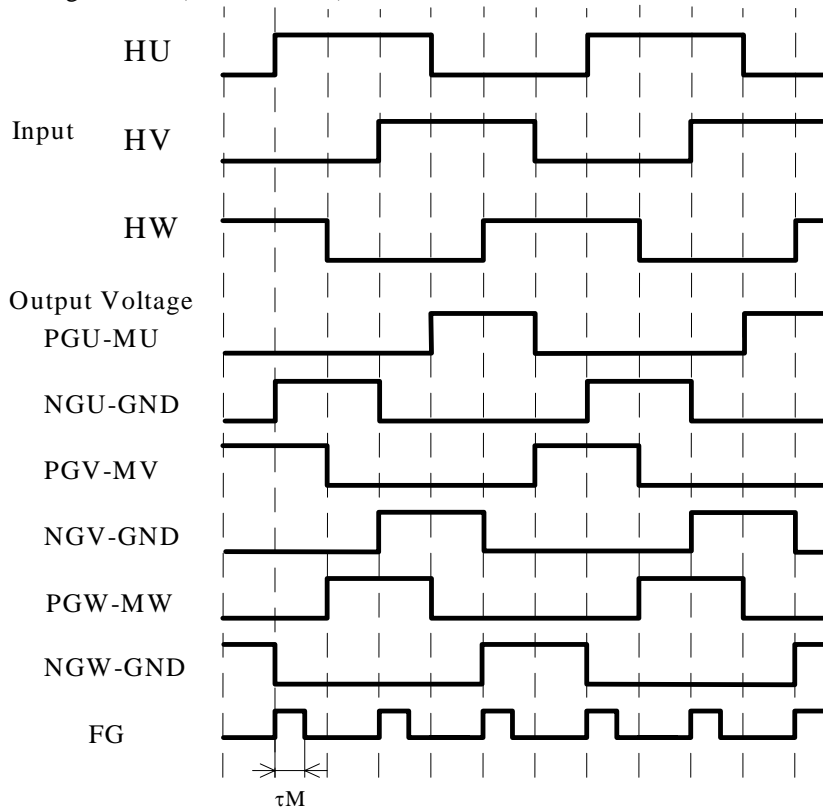 HU
Input
HV
HW
Output Voltage
PGU-MU
NGU-GND
PGV-MV
NGV-GND
PGW-MW
NGW-GND
FG
τM